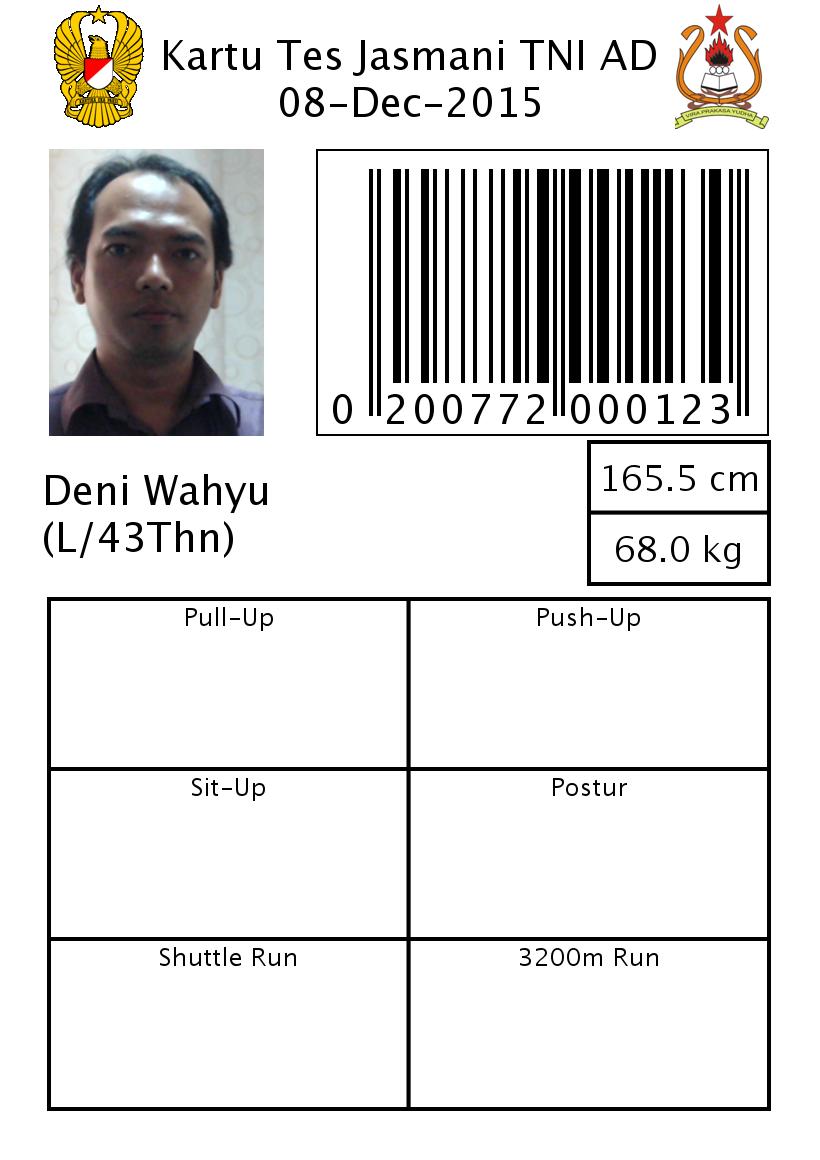 Kartu Tes Jasmani TNI AD
08-Dec-2015
VIRA PRAKASA YUDHA
0 200772 000123
Deni Wahyu
(L/43Thn)
165.5 cm
68.0 kg
Pull-Up
Push-Up
Sit-Up
Postur
Shuttle Run
3200m Run